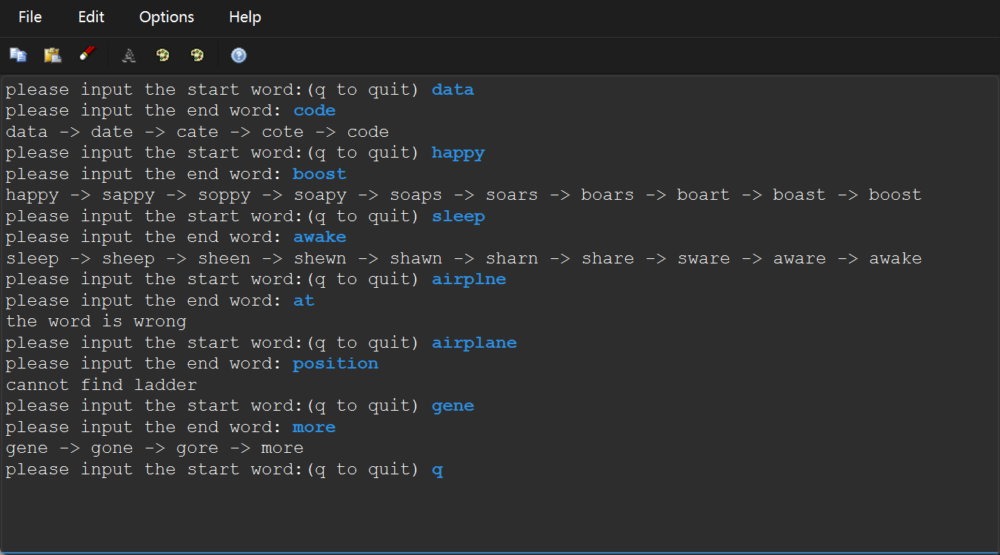 File Edit Options Help
please input the start word:(q to quit) data
please input the end word: code
data -> date -> cate -> cote -> code
please input the start word:(q to quit) happy
please input the end word: boost
happy -> sappy -> soppy -> soapy -> soaps -> soars -> boars -> boart -> boast -> boost
please input the start word:(q to quit) sleep
please input the end word: awake
sleep -> sheep -> sheen -> shewn -> shawn -> sharn -> share -> sware -> aware -> awake
please input the start word:(q to quit) airplne
please input the end word: at
the word is wrong
please input the start word:(q to quit) airplane
please input the end word: position
cannot find ladder
please input the start word:(q to quit) gene
please input the end word: more
gene -> gone -> gore -> more
please input the start word:(q to quit) q